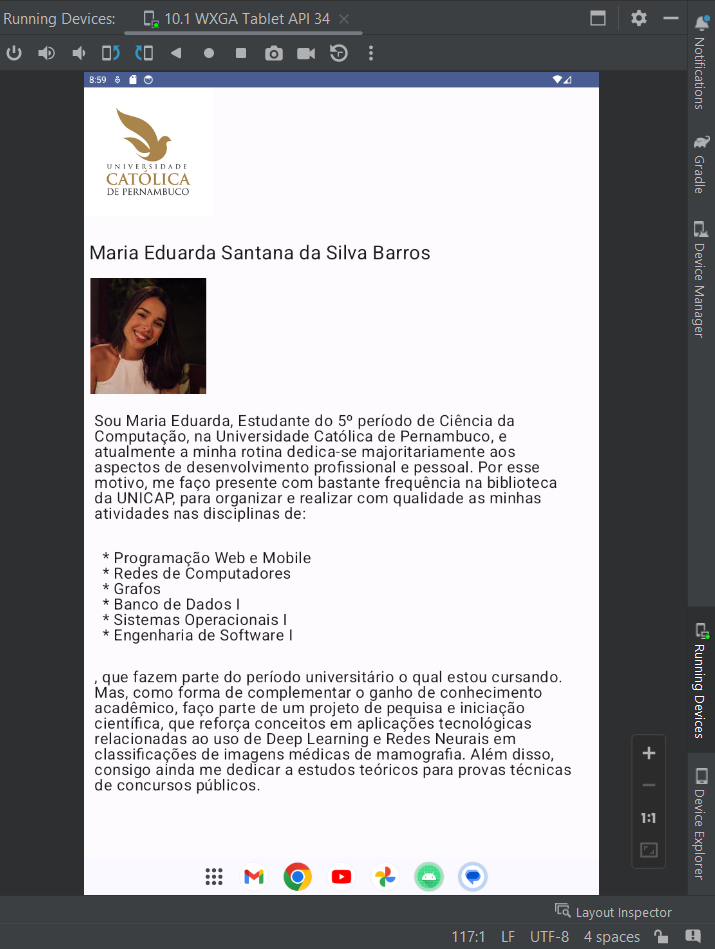 Running Devices: 10.1 WXGA Tablet API 34
8:59
UNIVERSIDADE
CATÓLICA
DE PERNAMBUCO
Maria Eduarda Santana da Silva Barros
Sou Maria Eduarda, Estudante do 5º período de Ciência da
Computação, na Universidade Católica de Pernambuco, e
atualmente a minha rotina dedica-se majoritariamente aos
aspectos de desenvolvimento profissional e pessoal. Por esse
motivo, me faço presente com bastante frequência na biblioteca
da UNICAP, para organizar e realizar com qualidade as minhas
atividades nas disciplinas de:
* Programação Web e Mobile
* Redes de Computadores
* Grafos
* Banco de Dados I
* Sistemas Operacionais I
* Engenharia de Software I
, que fazem parte do período universitário o qual estou cursando.
Mas, como forma de complementar o ganho de conhecimento
acadêmico, faço parte de um projeto de pequisa e iniciação
científica, que reforça conceitos em aplicações tecnológicas
relacionadas ao uso de Deep Learning e Redes Neurais em
classificações de imagens médicas de mamografia. Além disso,
consigo ainda me dedicar a estudos teóricos para provas técnicas
de concursos públicos.
1:1
Notifications
Gradle
Device Manager
Running Devices
Device Explorer
Layout Inspector
117:1 LF UTF-8 4 spaces